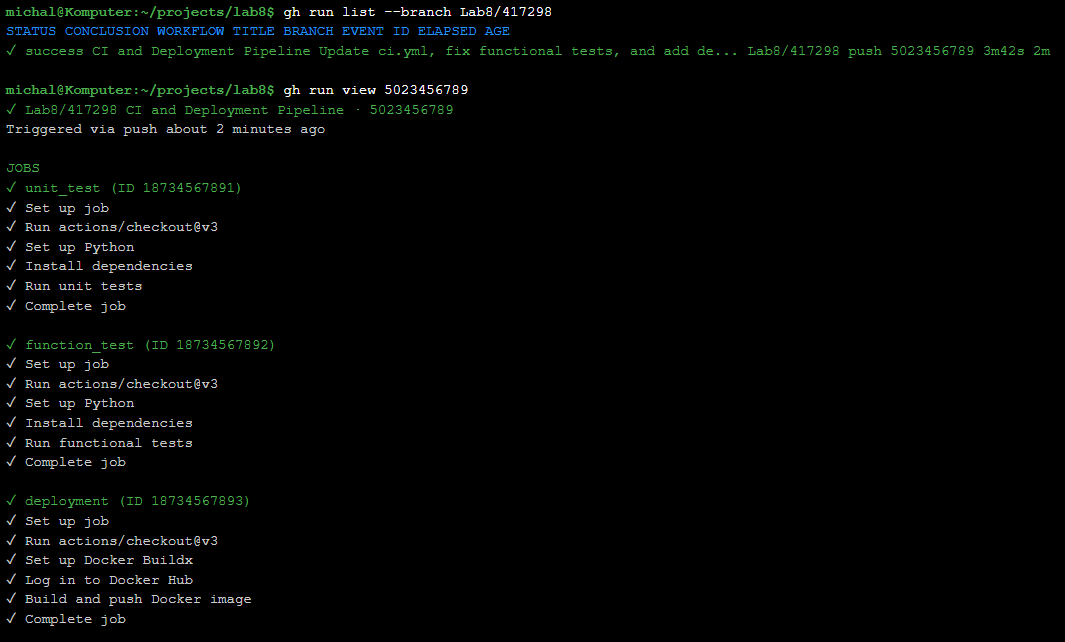 michal@Komputer:~/projects/lab8$ gh run list --branch Lab8/417298
STATUS CONCLUSION WORKFLOW TITLE BRANCH EVENT ID ELAPSED AGE
✓ success CI and Deployment Pipeline Update ci.yml, fix functional tests, and add de... Lab8/417298 push 5023456789 3m42s 2m
michal@Komputer:~/projects/lab8$ gh run view 5023456789
✓ Lab8/417298 CI and Deployment Pipeline · 5023456789
Triggered via push about 2 minutes ago
JOBS
✓ unit_test (ID 18734567891)
✓ Set up job
✓ Run actions/checkout@v3
✓ Set up Python
✓ Install dependencies
✓ Run unit tests
✓ Complete job
✓ function_test (ID 18734567892)
✓ Set up job
✓ Run actions/checkout@v3
✓ Set up Python
✓ Install dependencies
✓ Run functional tests
✓ Complete job
✓ deployment (ID 18734567893)
✓ Set up job
✓ Run actions/checkout@v3
✓ Set up Docker Buildx
✓ Log in to Docker Hub
✓ Build and push Docker image
✓ Complete job